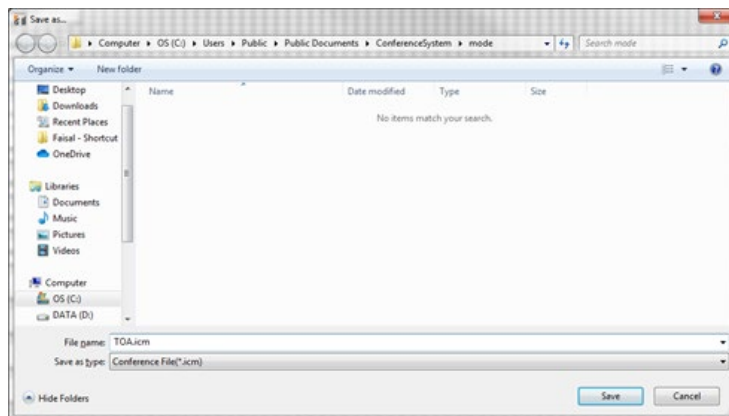 Save as...
Computer ▸ OS (C:) ▸ Users ▸ Public ▸ Public Documents ▸ ConferenceSystem ▸ mode
Search mode
Organize
New folder
Name Date modified Type Size
No items match your search.
Desktop
Downloads
Recent Places
Faisal - Shortcut
OneDrive
Libraries
Documents
Music
Pictures
Videos
Computer
OS (C:)
DATA (D:)
File name: TOA.icm
Save as type: Conference File(*.icm)
Hide Folders
Save Cancel